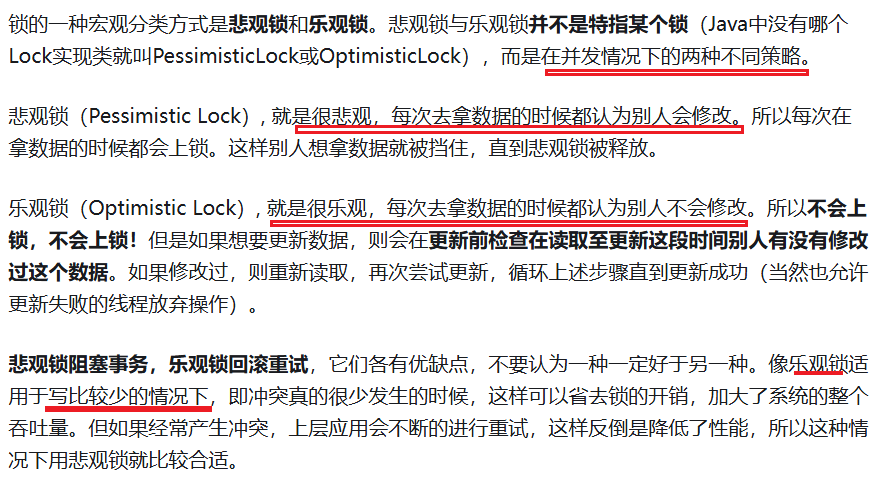 锁的一种宏观分类方式是悲观锁和乐观锁。悲观锁与乐观锁并不是特指某个锁（Java中没有哪个
Lock实现类就叫PessimisticLock或OptimisticLock），而是在并发情况下的两种不同策略。
悲观锁（Pessimistic Lock）, 就是很悲观，每次去拿数据的时候都认为别人会修改。所以每次在
拿数据的时候都会上锁。这样别人想拿数据就被挡住，直到悲观锁被释放。
乐观锁（Optimistic Lock）, 就是很乐观，每次去拿数据的时候都认为别人不会修改。所以不会上
锁，不会上锁！但是如果想要更新数据，则会在更新前检查在读取至更新这段时间别人有没有修改
过这个数据。如果修改过，则重新读取，再次尝试更新，循环上述步骤直到更新成功（当然也允许
更新失败的线程放弃操作）。
悲观锁阻塞事务，乐观锁回滚重试，它们各有优缺点，不要认为一种一定好于另一种。像乐观锁适
用于写比较少的情况下，即冲突真的很少发生的时候，这样可以省去锁的开销，加大了系统的整个
吞吐量。但如果经常产生冲突，上层应用会不断的进行重试，这样反倒是降低了性能，所以这种情
况下用悲观锁就比较合适。